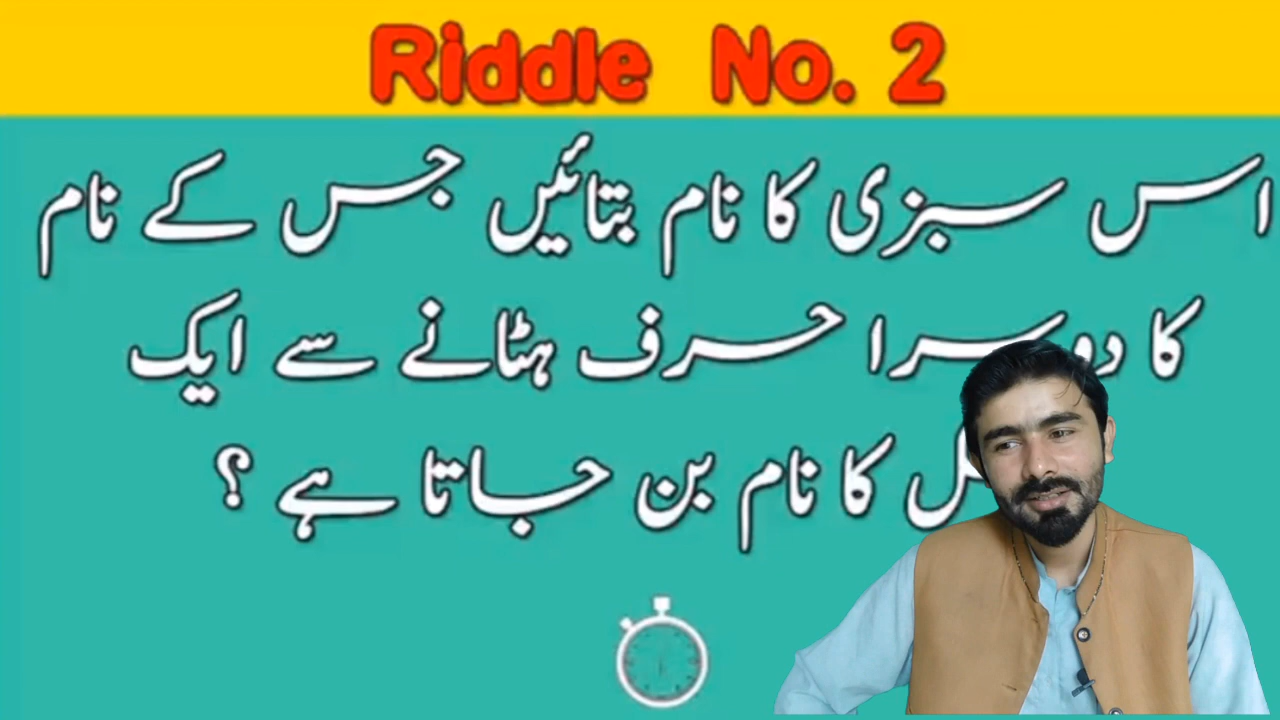 Riddle No. 2
اس سبزی کا نام بتائیں جس کے نام
کا دوسرا حرف ہٹانے سے ایک
کا نام بن جاتا ہے ؟